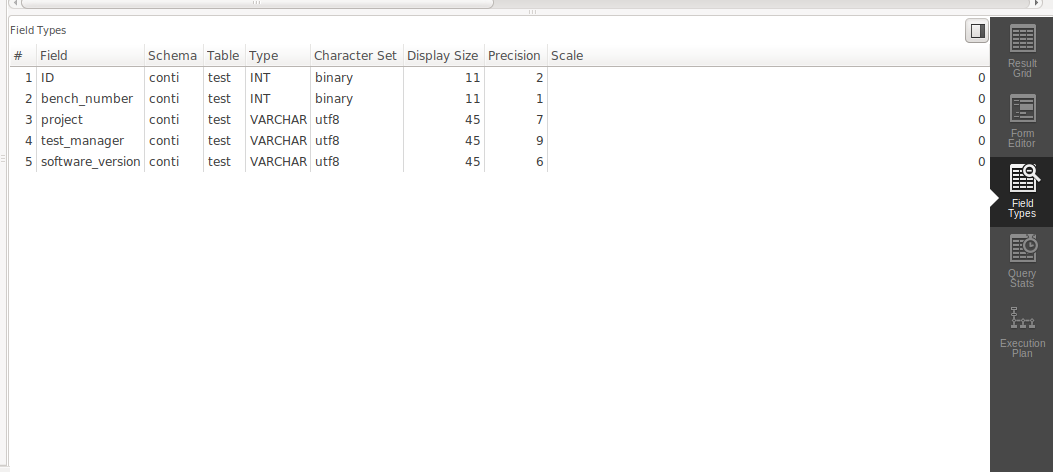 Field Types
# Field Schema Table Type Character Set Display Size Precision Scale
1 ID conti test INT binary 11 2 0
2 bench_number conti test INT binary 11 1 0
3 project conti test VARCHAR utf8 45 7 0
4 test_manager conti test VARCHAR utf8 45 9 0
5 software_version conti test VARCHAR utf8 45 6 0
Result
Grid
Form
Editor
Field
Types
Query
Stats
Execution
Plan